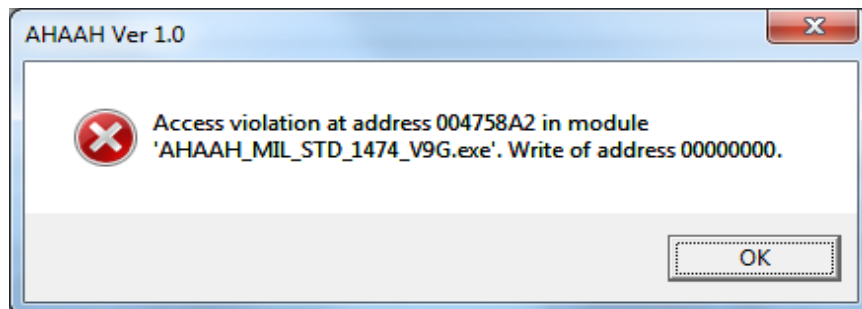 AHAAH Ver 1.0
Access violation at address 004758A2 in module
'AHAAH_MIL_STD_1474_V9G.exe'. Write of address 00000000.
OK